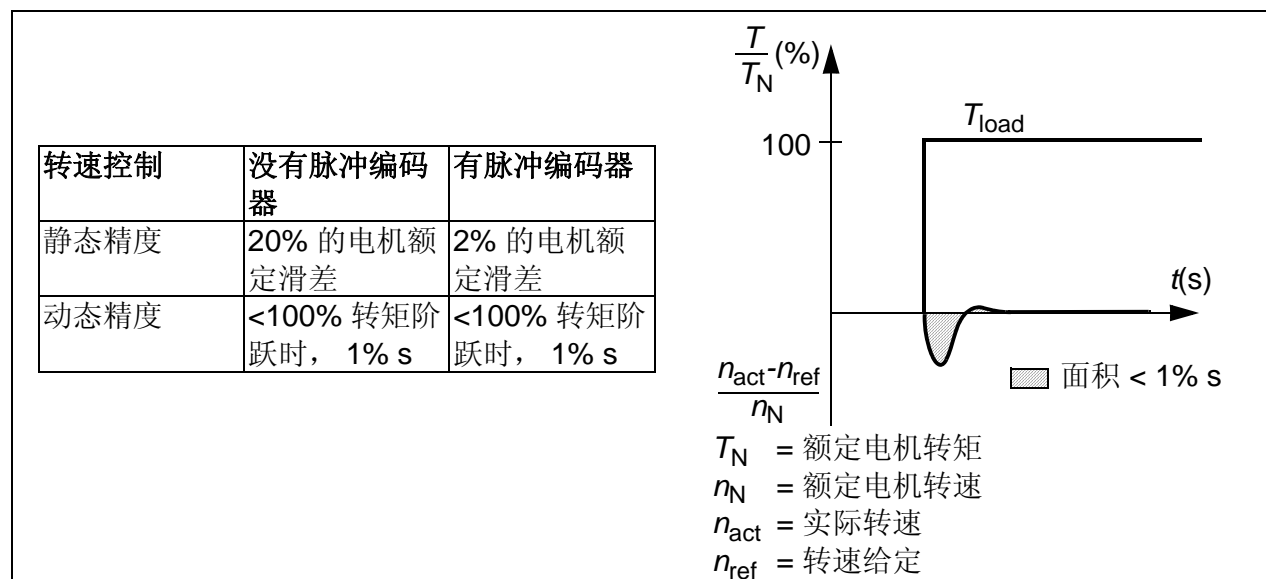 转速控制 没有脉冲编码器 有脉冲编码器
静态精度 20% 的电机额定滑差 2% 的电机额定滑差
动态精度 <100% 转矩阶跃时， 1% s <100% 转矩阶跃时， 1% s
T/T_N (%)
T_load
100
t(s)
n_act-n_ref
n_N
面积 < 1% s
T_N = 额定电机转矩
n_N = 额定电机转速
n_act = 实际转速
n_ref = 转速给定